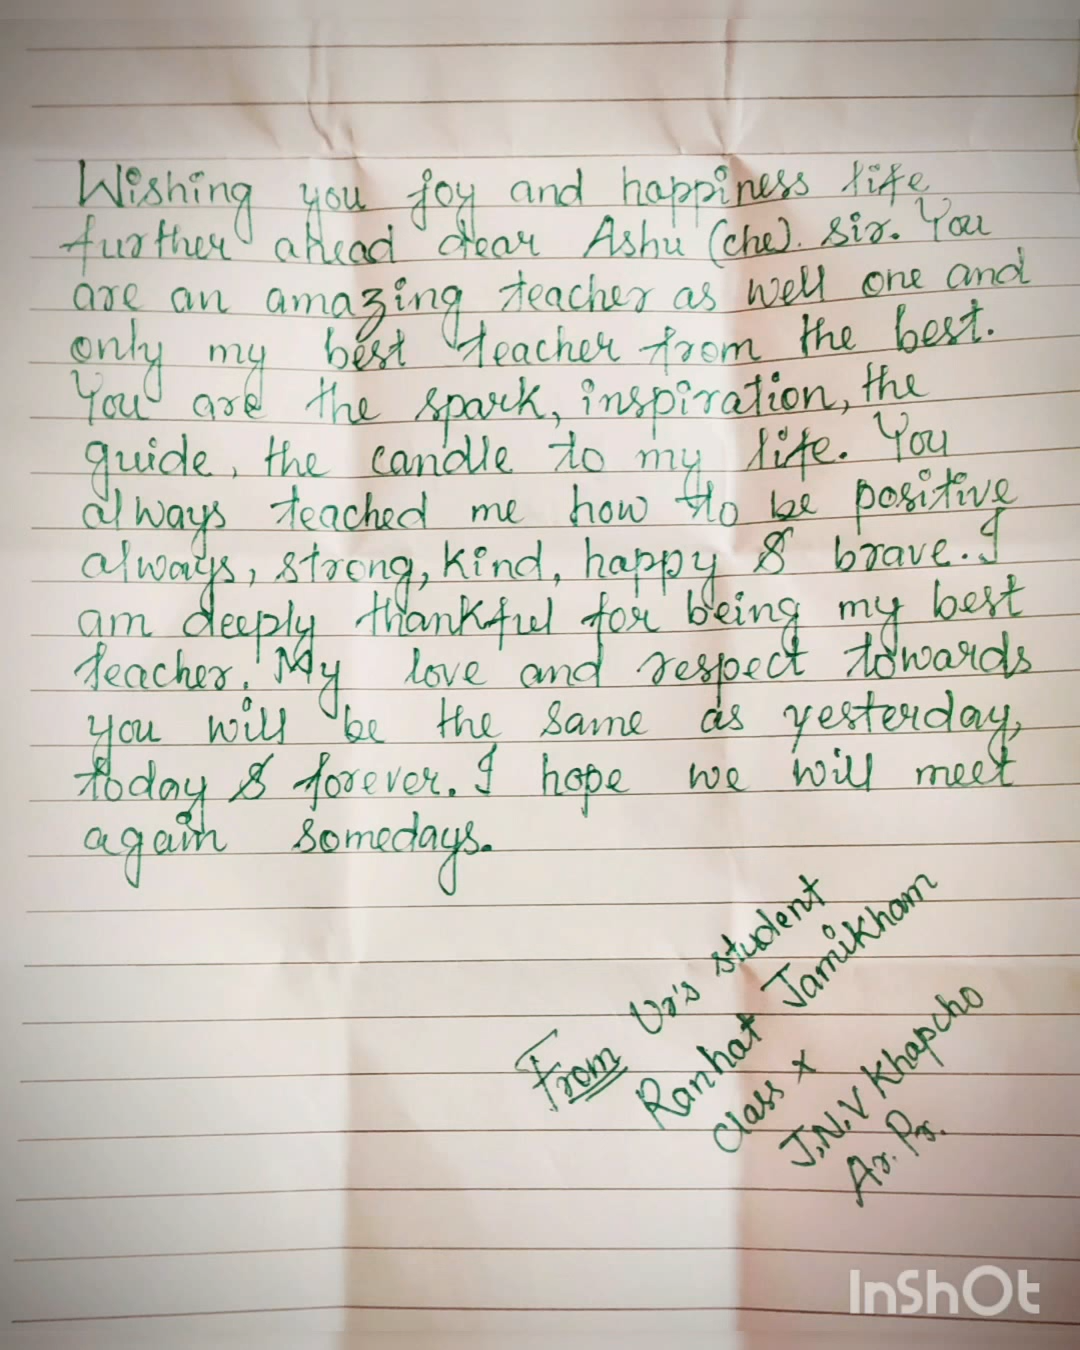 Wishing you joy and happiness life
further ahead dear Ashu (che). Sir. You
are an amazing teacher as well one and
only my best teacher from the best.
You are the spark, inspiration, the
guide, the candle to my life. You
always teached me how to be positive
always, strong, kind, happy & brave. I
am deeply thankful for being my best
teacher. My love and respect towards
you will be the same as yesterday,
today & forever. I hope we will meet
again somedays.
From Ur's student
Ranhat Jamikham
class X
J.N.V Khapcho
Ar. Pr.
InShOt